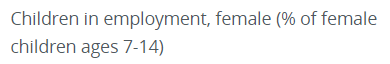 Children in employment, female (% of female
children ages 7-14)